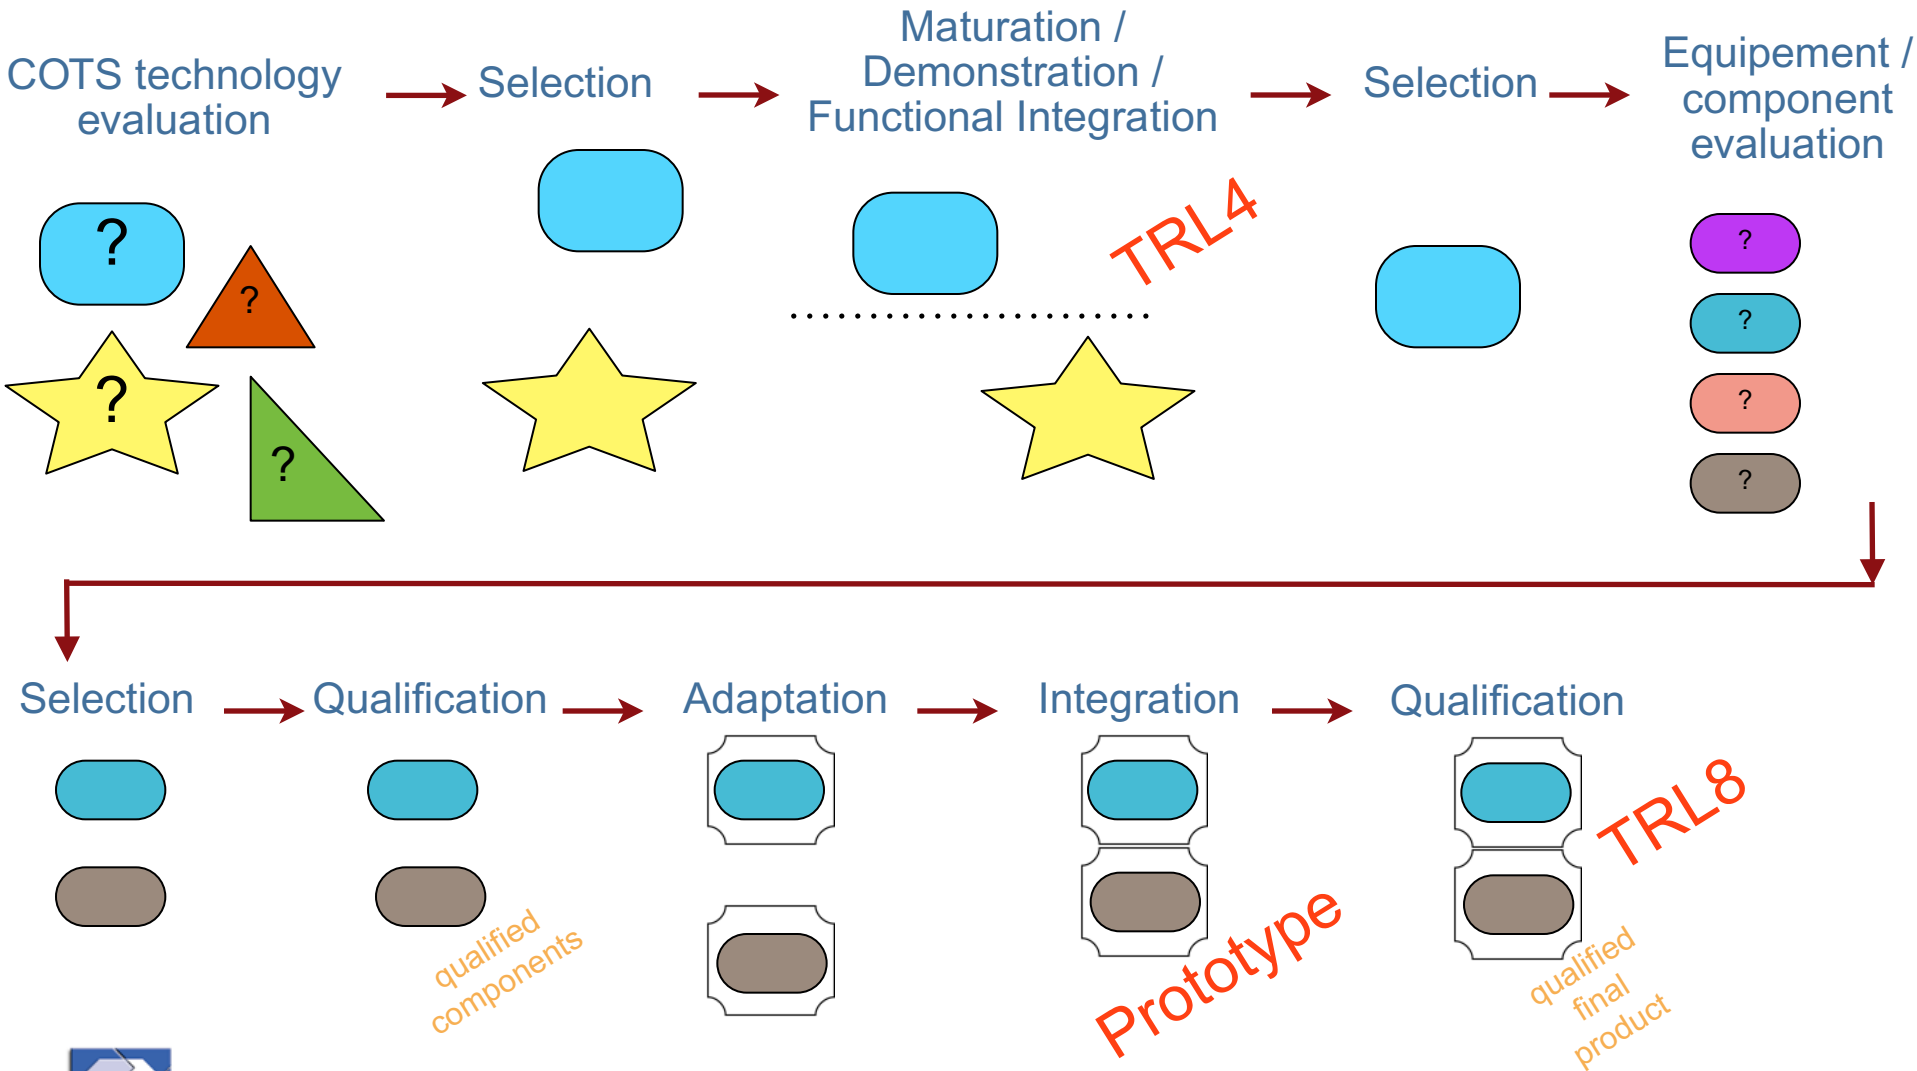 COTS technology
evaluation
Selection
Maturation /
Demonstration /
Functional Integration
Selection
Equipement /
component
evaluation
?
?
?
?
TRL4
?
?
?
?
Selection
Qualification
Adaptation
Integration
Qualification
qualified
components
Prototype
TRL8
qualified
final
product